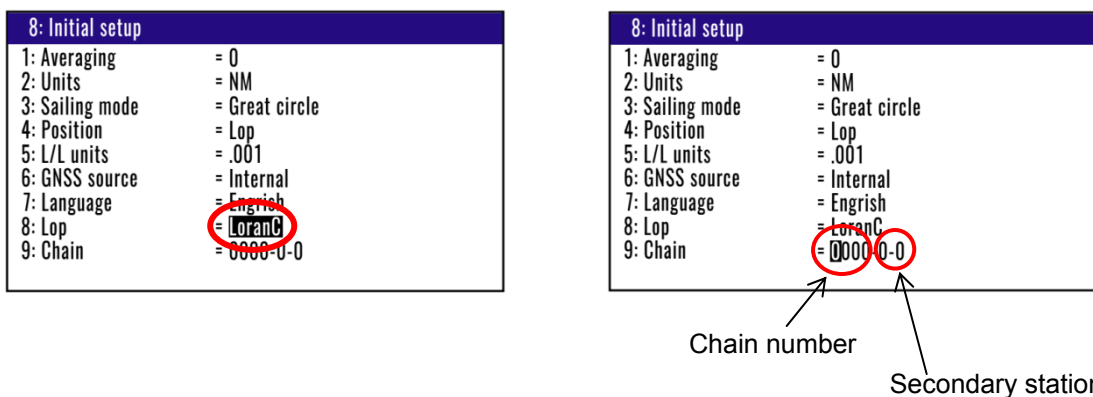 8: Initial setup
1: Averaging = 0
2: Units = NM
3: Sailing mode = Great circle
4: Position = Lop
5: L/L units = .001
6: GNSS source = Internal
7: Language = Engrish
8: Lop = LoranC
9: Chain = 0000-0-0
8: Initial setup
1: Averaging = 0
2: Units = NM
3: Sailing mode = Great circle
4: Position = Lop
5: L/L units = .001
6: GNSS source = Internal
7: Language = Engrish
8: Lop = LoranC
9: Chain = 0000-0-0
Chain number
Secondary station